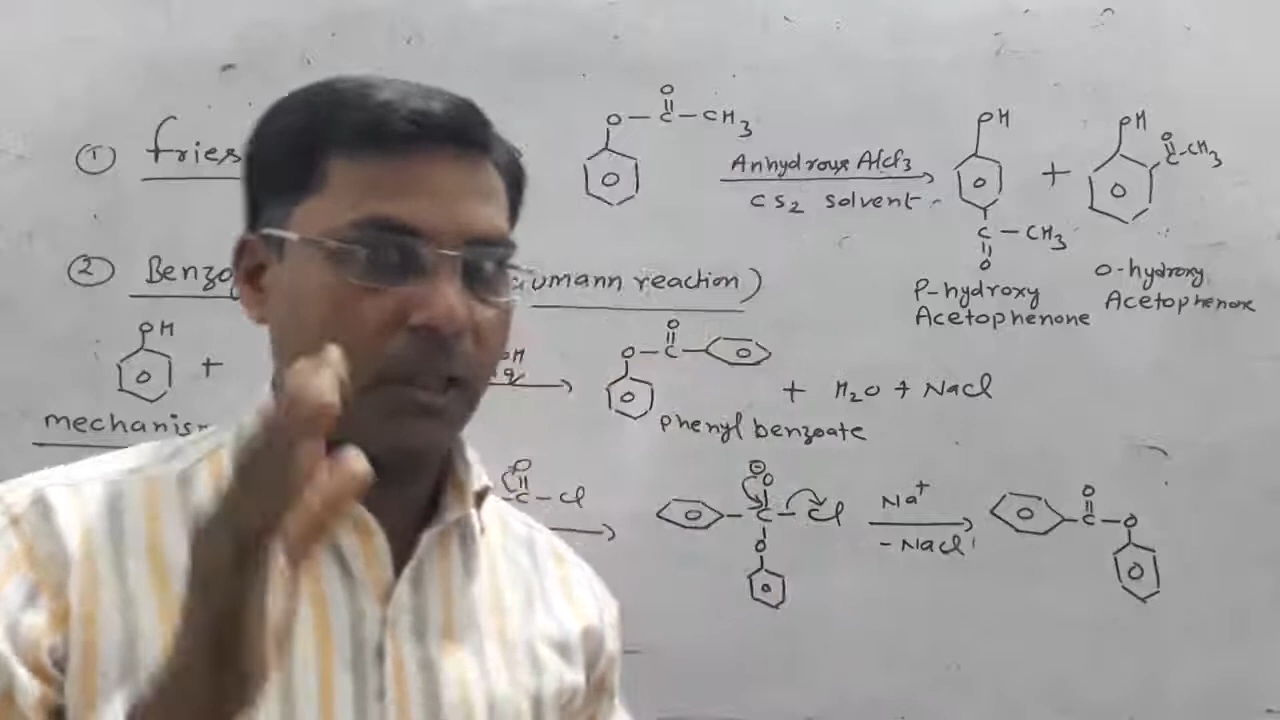 ① fries
O – C – CH3
O
Anhydrous AlCl3
CS2 solvent
OH
C – CH3
O
+
OH
O
C – CH3
P-hydroxy
Acetophenone
O-hydroxy
Acetophenone
② Benzo
umann reaction)
OH
+
O – C
O
phenyl benzoate
+ H2O + NaCl
mechanis
O
C – Cl
O
C – Cl
O
Na+
- NaCl
O
C – O